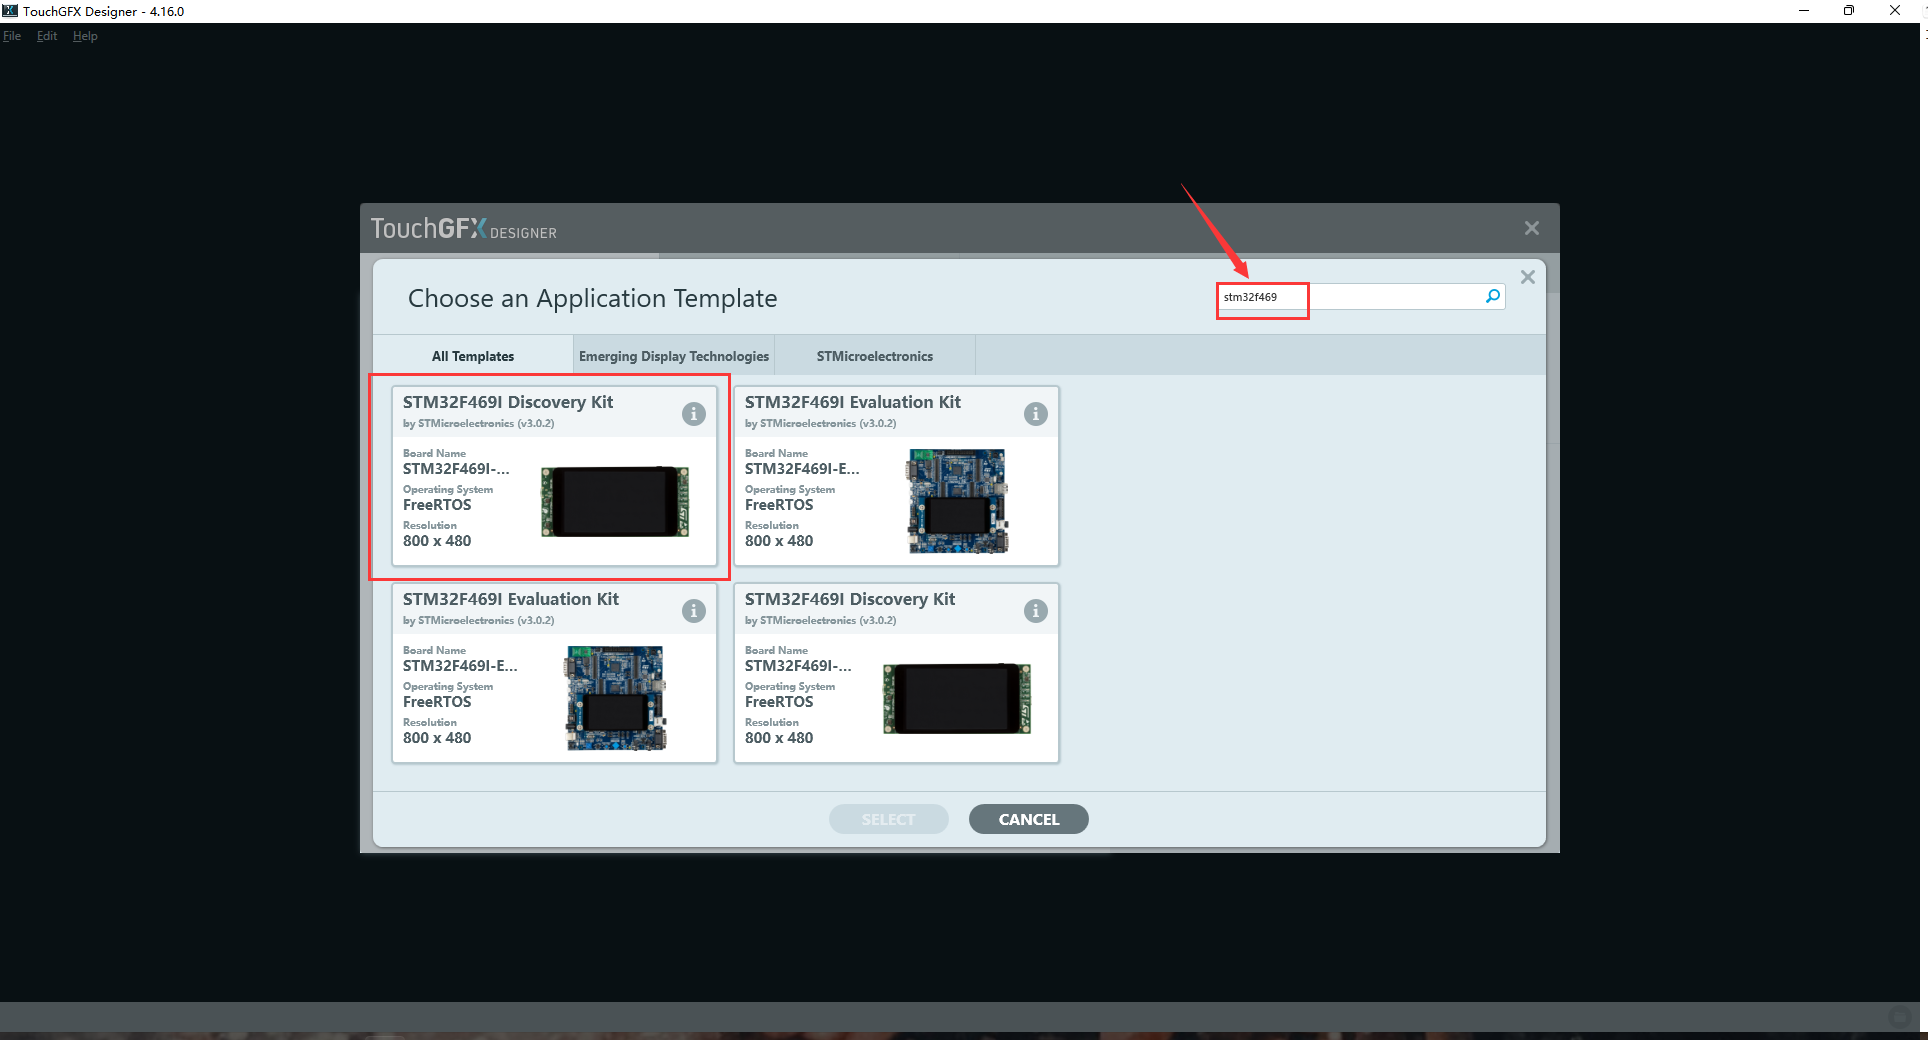 TouchGFX Designer - 4.16.0
File Edit Help
TouchGFX DESIGNER
Choose an Application Template
stm32f469
All Templates Emerging Display Technologies STMicroelectronics
STM32F469I Discovery Kit
by STMicroelectronics (v3.0.2)
Board Name
STM32F469I-...
Operating System
FreeRTOS
Resolution
800 x 480
STM32F469I Evaluation Kit
by STMicroelectronics (v3.0.2)
Board Name
STM32F469I-E...
Operating System
FreeRTOS
Resolution
800 x 480
STM32F469I Evaluation Kit
by STMicroelectronics (v3.0.2)
Board Name
STM32F469I-E...
Operating System
FreeRTOS
Resolution
800 x 480
STM32F469I Discovery Kit
by STMicroelectronics (v3.0.2)
Board Name
STM32F469I-...
Operating System
FreeRTOS
Resolution
800 x 480
SELECT CANCEL